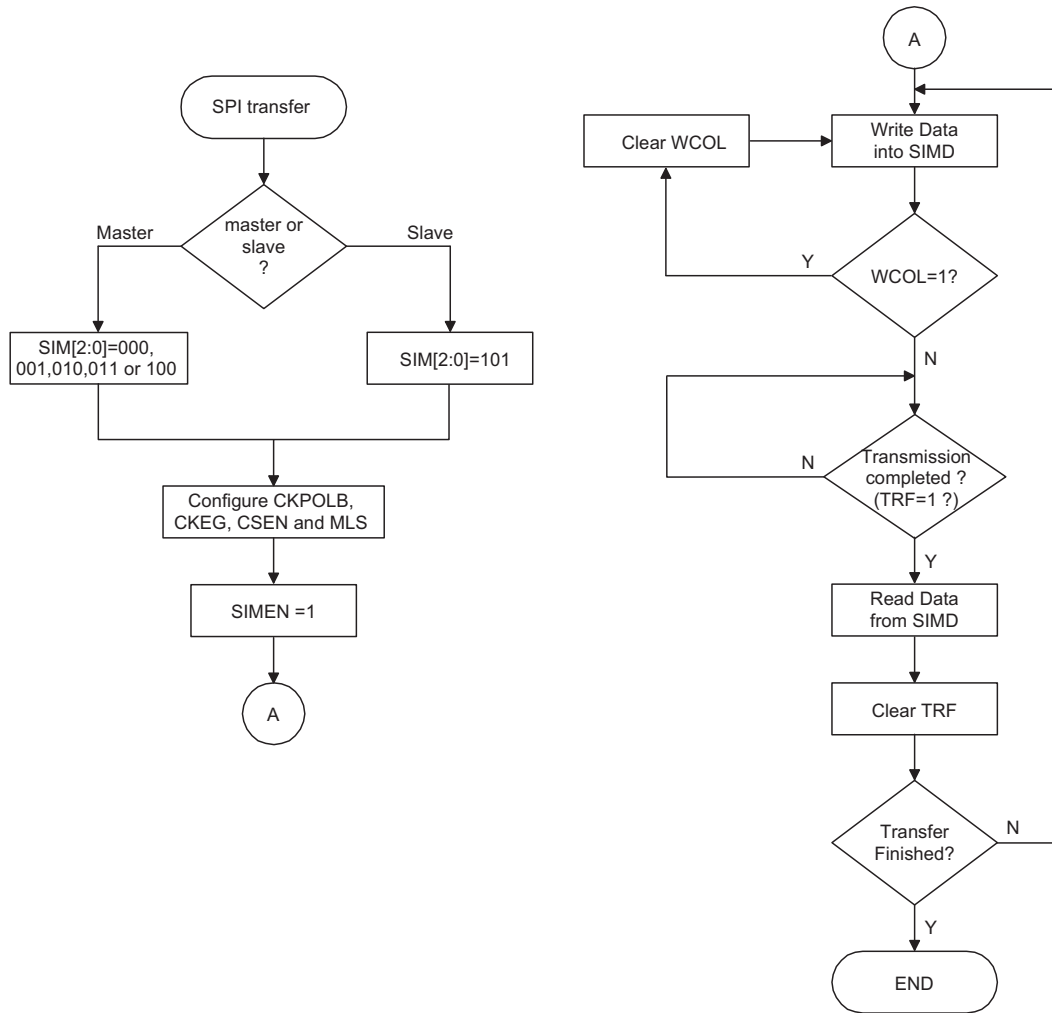 SPI transfer
master or
slave
?
Master
Slave
SIM[2:0]=000,
001,010,011 or 100
SIM[2:0]=101
Configure CKPOLB,
CKEG, CSEN and MLS
SIMEN =1
A
A
Clear WCOL
Write Data
into SIMD
Y
WCOL=1?
N
N
Transmission
completed ?
(TRF=1 ?)
Y
Read Data
from SIMD
Clear TRF
Transfer
Finished?
N
Y
END